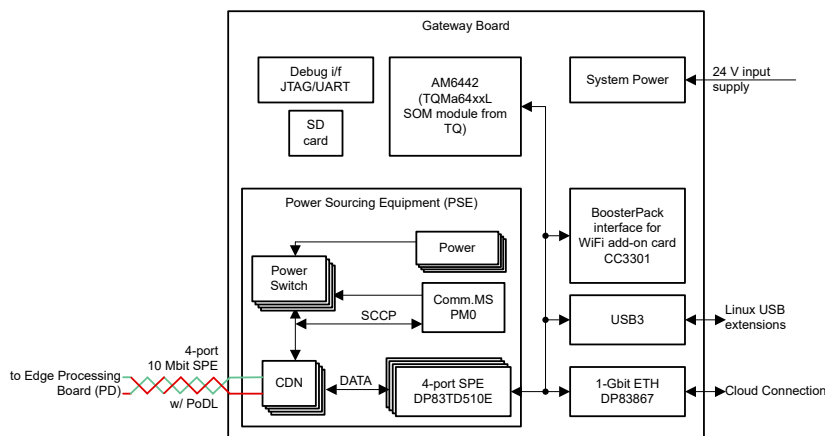 Gateway Board
Debug i/f
JTAG/UART
SD
card
AM6442
(TQMa64xxL
SOM module from
TQ)
System Power
24 V input
supply
Power Sourcing Equipment (PSE)
Power
Power
Switch
Comm.MS
PM0
SCCP
BoosterPack
interface for
WiFi add-on card
CC3301
USB3
Linux USB
extensions
4-port
10 Mbit SPE
to Edge Processing
Board (PD)
w/ PoDL
CDN
DATA
4-port SPE
DP83TD510E
1-Gbit ETH
DP83867
Cloud Connection